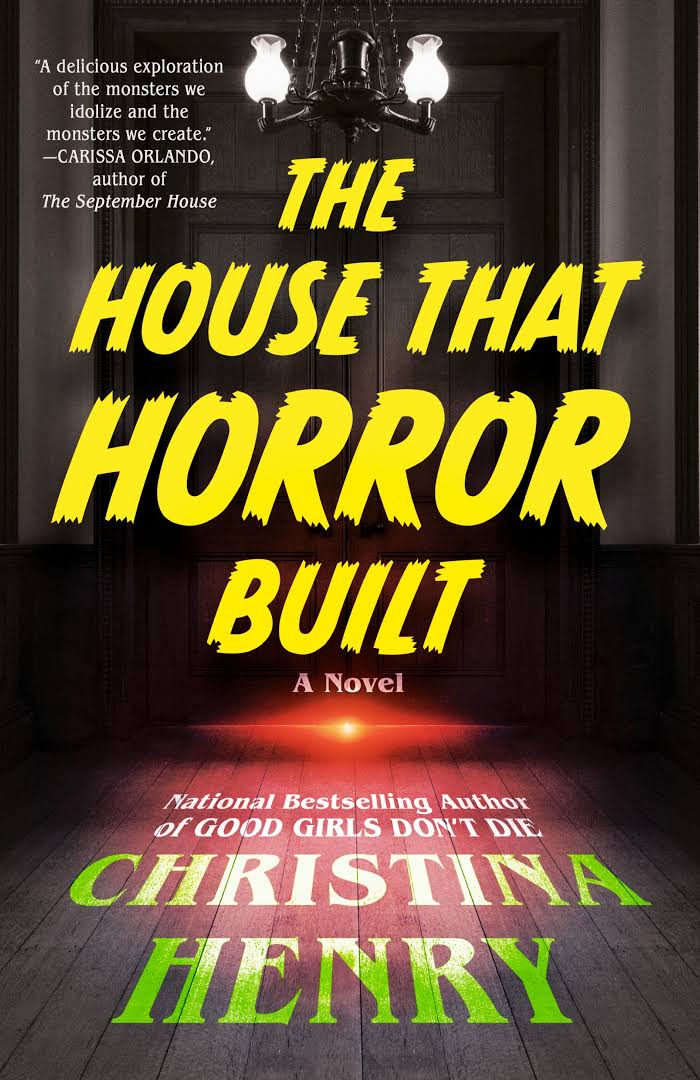 “A delicious exploration
of the monsters we
idolize and the
monsters we create.”
—CARISSA ORLANDO,
author of
The September House
THE
HOUSE THAT
HORROR
BUILT
A Novel
National Bestselling Author
of GOOD GIRLS DON'T DIE
CHRISTINA
HENRY